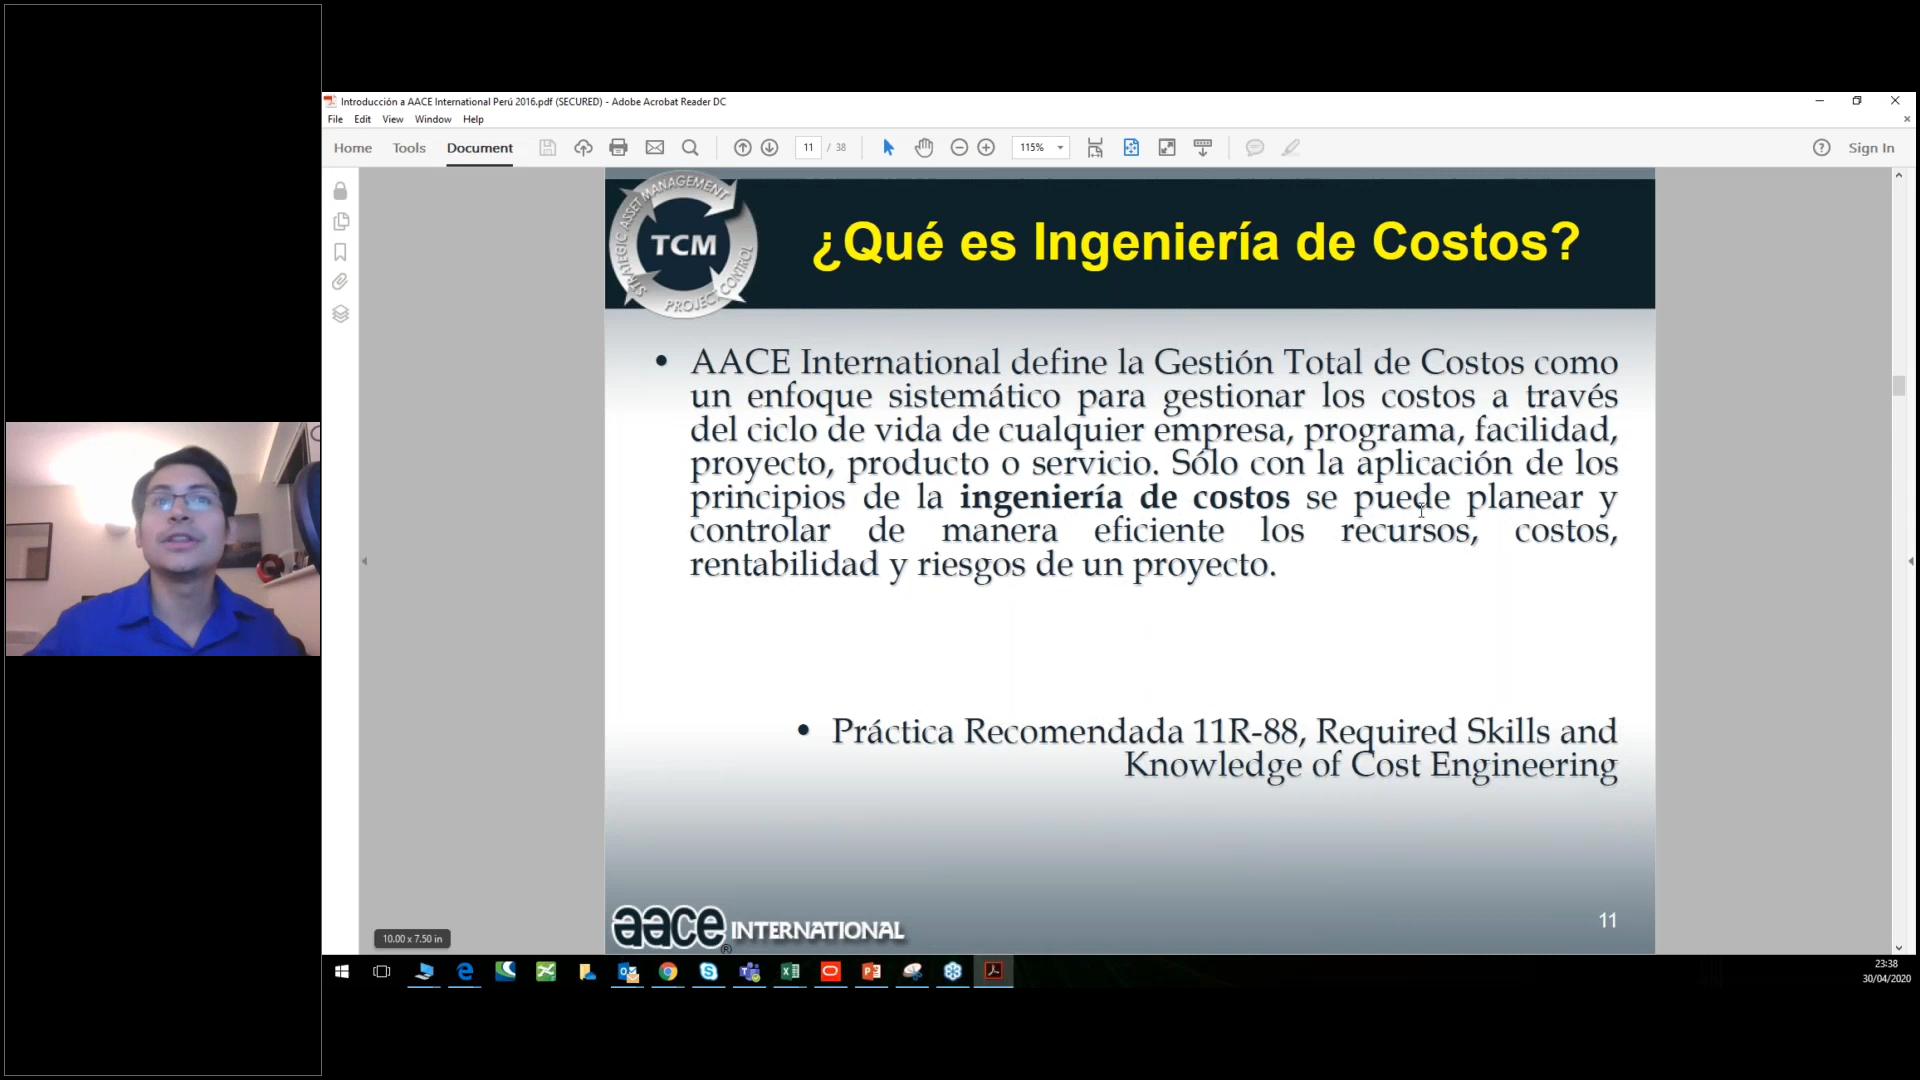 Introducción a AACE International Perú 2016.pdf (SECURED) - Adobe Acrobat Reader DC
File Edit View Window Help
Home Tools Document 11 / 38 115% Sign In
STRATEGIC ASSET MANAGEMENT
TCM
PROJECT CONTROL
¿Qué es Ingeniería de Costos?
• AACE International define la Gestión Total de Costos como
un enfoque sistemático para gestionar los costos a través
del ciclo de vida de cualquier empresa, programa, facilidad,
proyecto, producto o servicio. Sólo con la aplicación de los
principios de la ingeniería de costos se puede planear y
controlar de manera eficiente los recursos, costos,
rentabilidad y riesgos de un proyecto.
• Práctica Recomendada 11R-88, Required Skills and
Knowledge of Cost Engineering
aace® INTERNATIONAL
11
10.00 x 7.50 in
23:38
30/04/2020